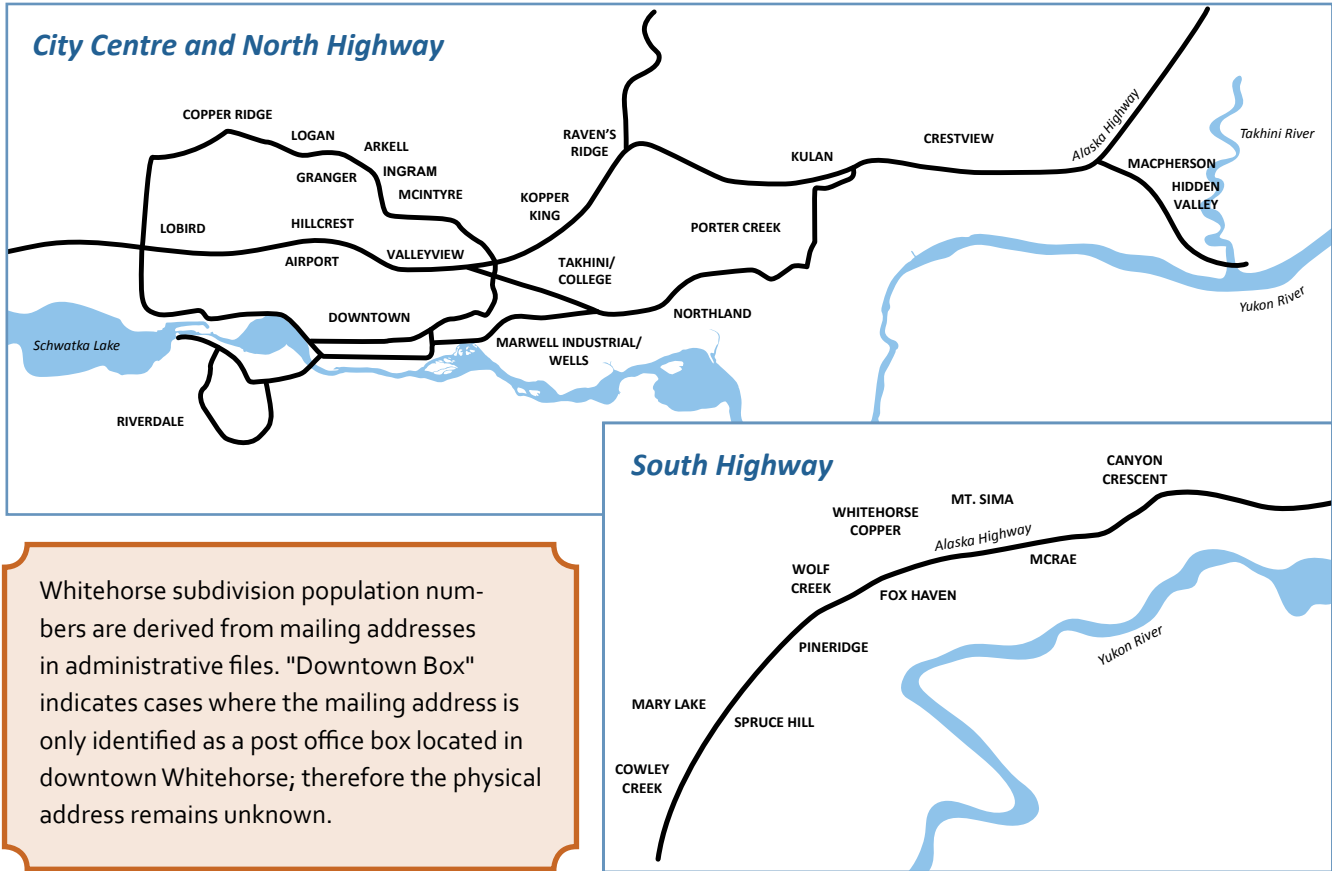 City Centre and North Highway
COPPER RIDGE
LOGAN
ARKELL
GRANGER
INGRAM
MCINTYRE
LOBIRD
HILLCREST
AIRPORT
VALLEYVIEW
KOPPER
KING
RAVEN'S
RIDGE
TAKHINI/
COLLEGE
KULAN
PORTER CREEK
CRESTVIEW
Alaska Highway
MACPHERSON
HIDDEN
VALLEY
Takhini River
Yukon River
NORTHLAND
DOWNTOWN
MARWELL INDUSTRIAL/
WELLS
Schwatka Lake
RIVERDALE
South Highway
CANYON
CRESCENT
MT. SIMA
WHITEHORSE
COPPER
Alaska Highway
MCRAE
WOLF
CREEK
FOX HAVEN
PINERIDGE
Yukon River
MARY LAKE
SPRUCE HILL
COWLEY
CREEK
Whitehorse subdivision population num-
bers are derived from mailing addresses
in administrative files. "Downtown Box"
indicates cases where the mailing address is
only identified as a post office box located in
downtown Whitehorse; therefore the physical
address remains unknown.